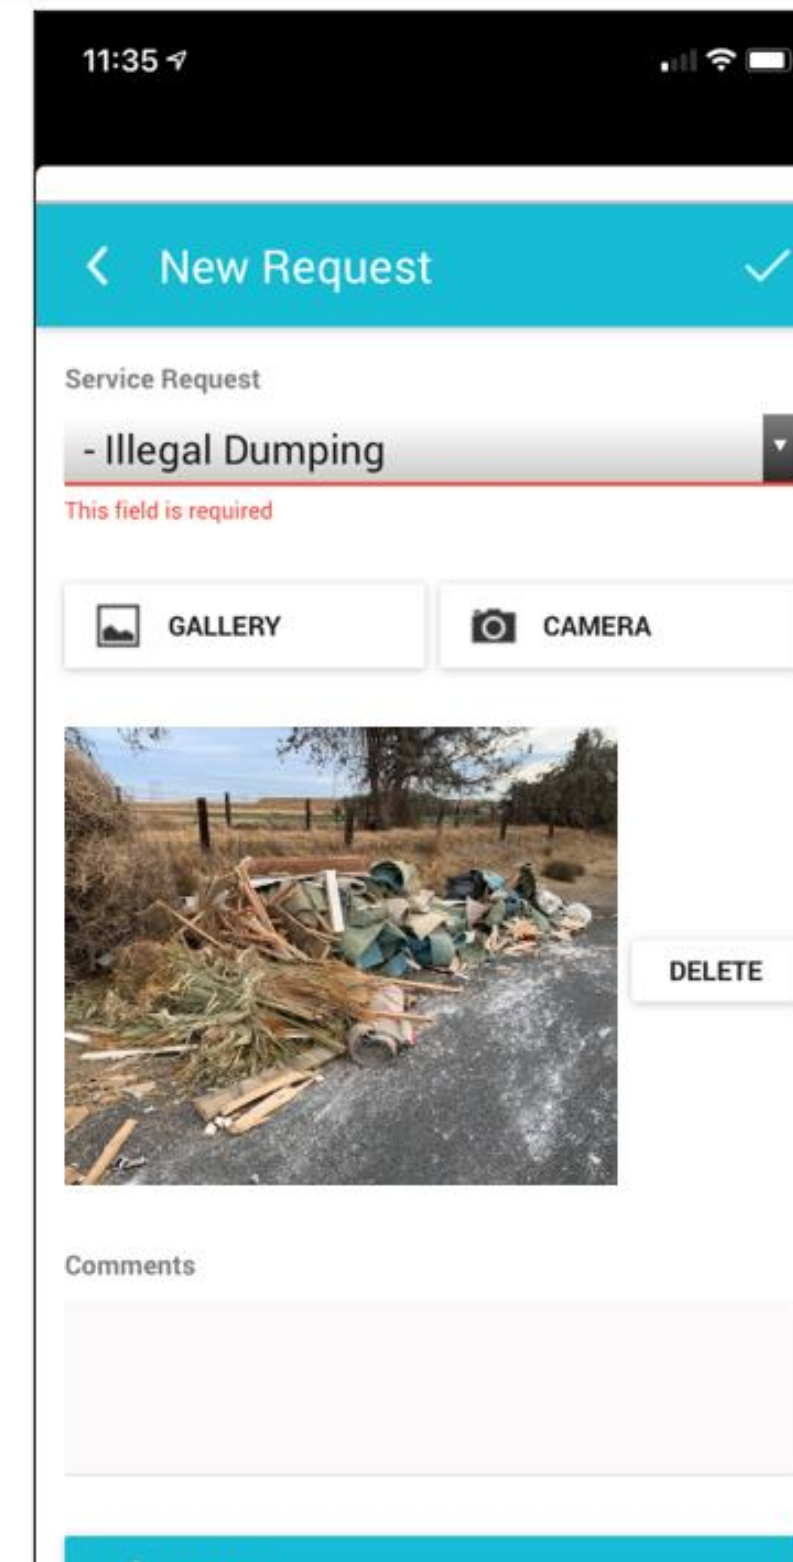 11:35
New Request
Service Request
- Illegal Dumping
This field is required
GALLERY
CAMERA
DELETE
Comments